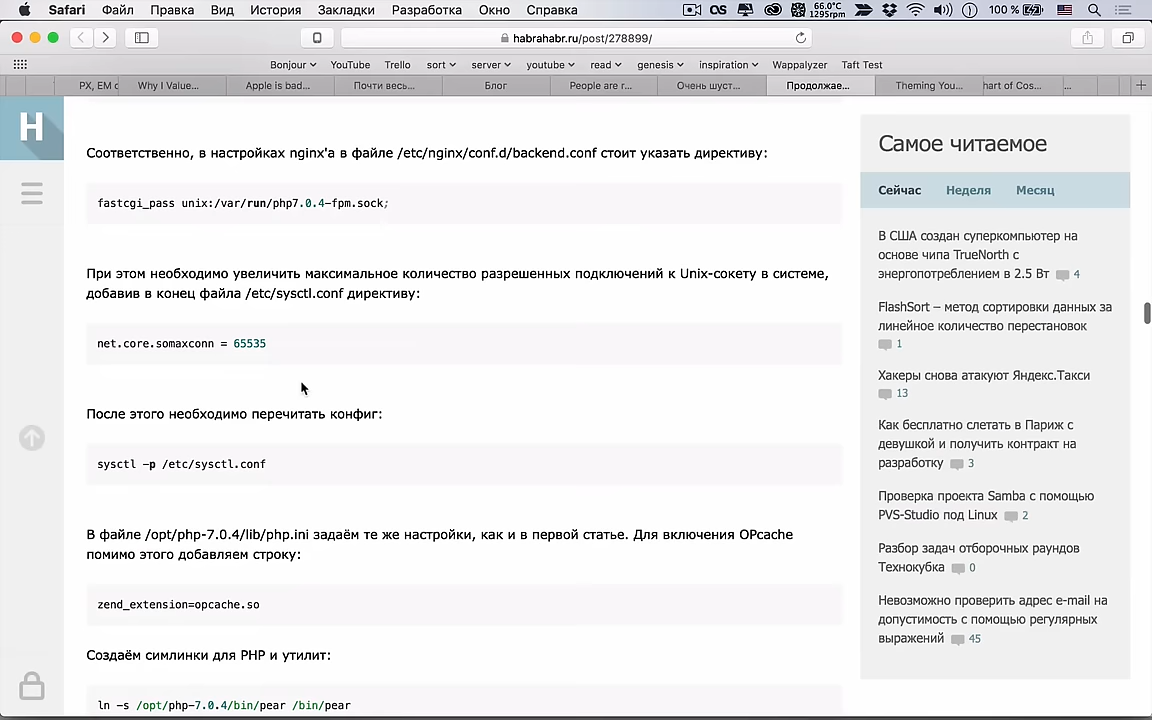 Safari Файл Правка Вид История Закладки Разработка Окно Справка
OS 66.0°C 1295rpm 100 %
habrahabr.ru/post/278899/
Bonjour YouTube Trello sort server youtube read genesis inspiration Wappalyzer Taft Test
PX, EM Why I Value... Apple is bad... Почти весь... Блог People are r... Очень шуст... Продолжае... Theming You... hart of Cos... ...
H
Соответственно, в настройках nginx'а в файле /etc/nginx/conf.d/backend.conf стоит указать директиву:
fastcgi_pass unix:/var/run/php7.0.4-fpm.sock;
При этом необходимо увеличить максимальное количество разрешенных подключений к Unix-сокету в системе,
добавив в конец файла /etc/sysctl.conf директиву:
net.core.somaxconn = 65535
После этого необходимо перечитать конфиг:
sysctl -p /etc/sysctl.conf
В файле /opt/php-7.0.4/lib/php.ini задаём те же настройки, как и в первой статье. Для включения OPcache
помимо этого добавляем строку:
zend_extension=opcache.so
Создаём симлинки для PHP и утилит:
ln -s /opt/php-7.0.4/bin/pear /bin/pear
Самое читаемое
Сейчас Неделя Месяц
В США создан суперкомпьютер на
основе чипа TrueNorth с
энергопотреблением в 2.5 Вт 4
FlashSort – метод сортировки данных за
линейное количество перестановок
1
Хакеры снова атакуют Яндекс.Такси
13
Как бесплатно слетать в Париж с
девушкой и получить контракт на
разработку 3
Проверка проекта Samba с помощью
PVS-Studio под Linux 2
Разбор задач отборочных раундов
Технокубка 0
Невозможно проверить адрес e-mail на
допустимость с помощью регулярных
выражений 45